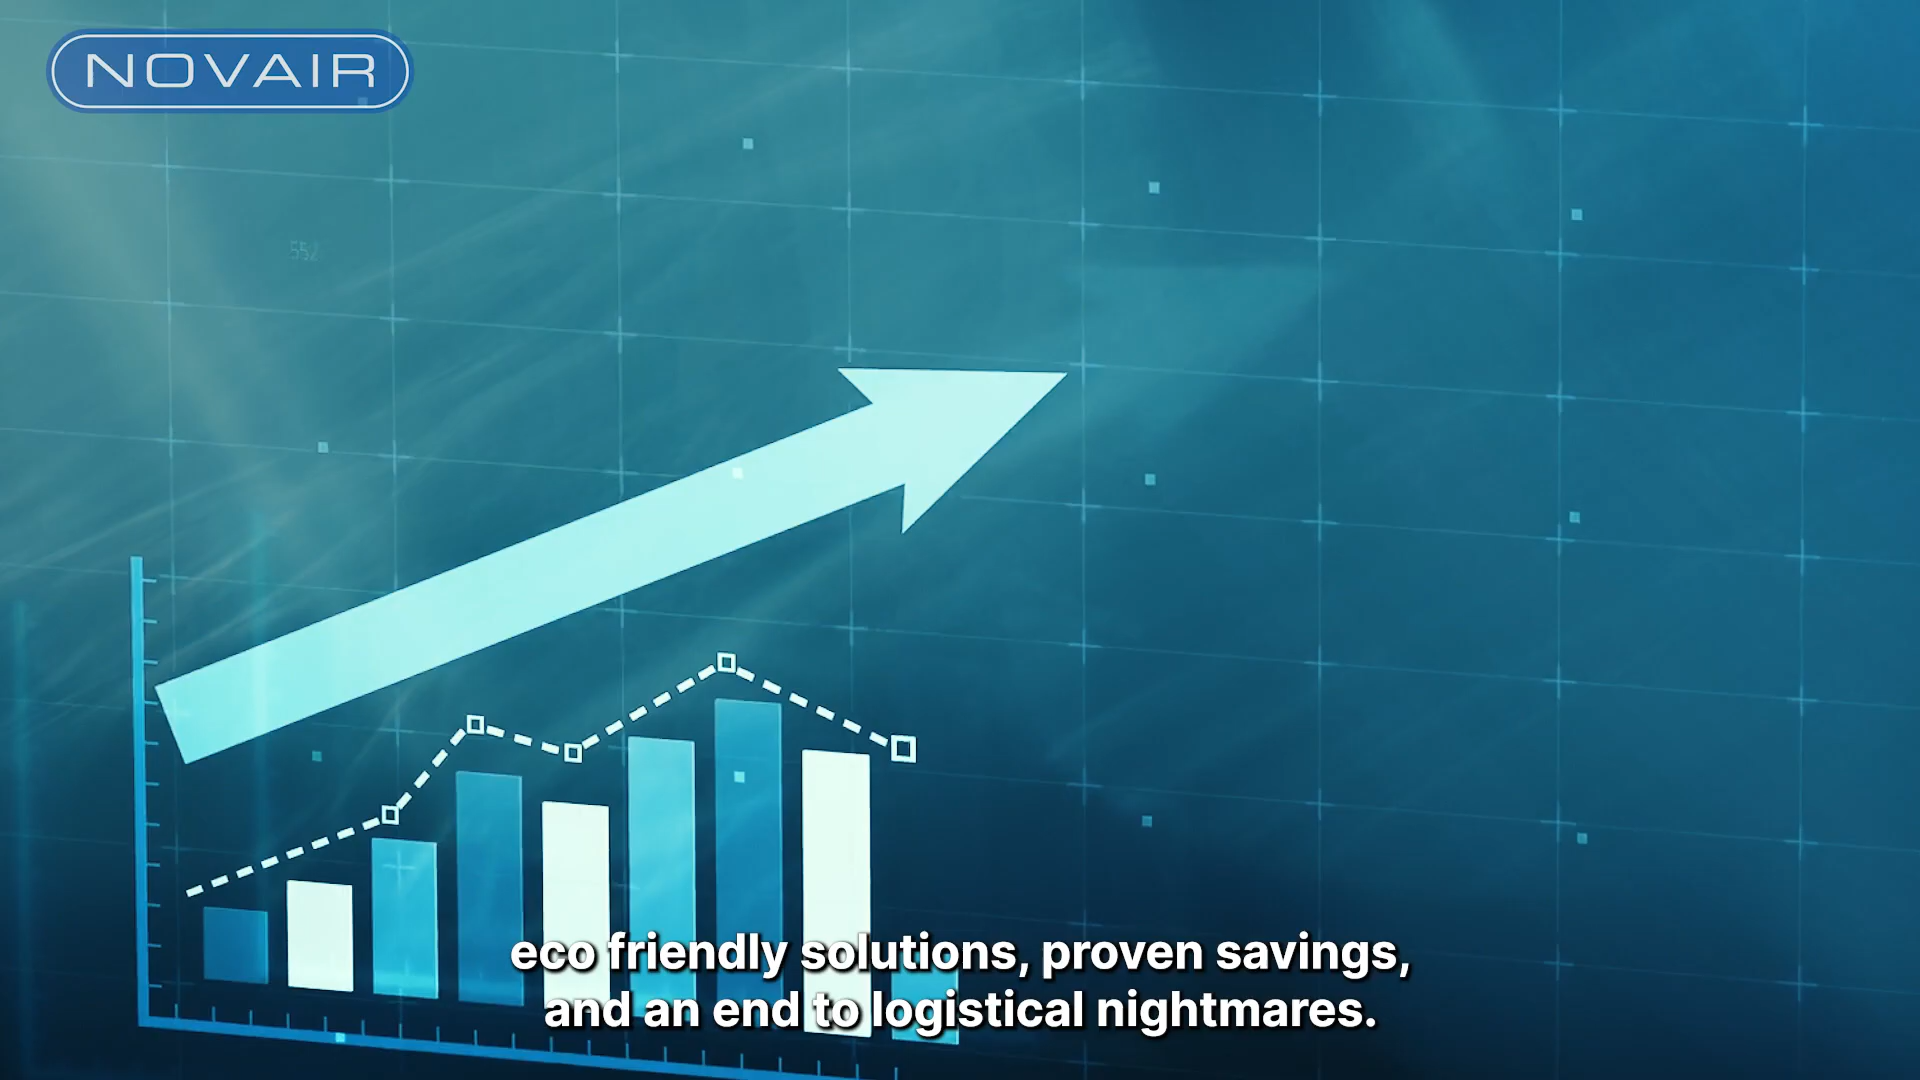 NOVAIR
eco friendly solutions, proven savings,
and an end to logistical nightmares.